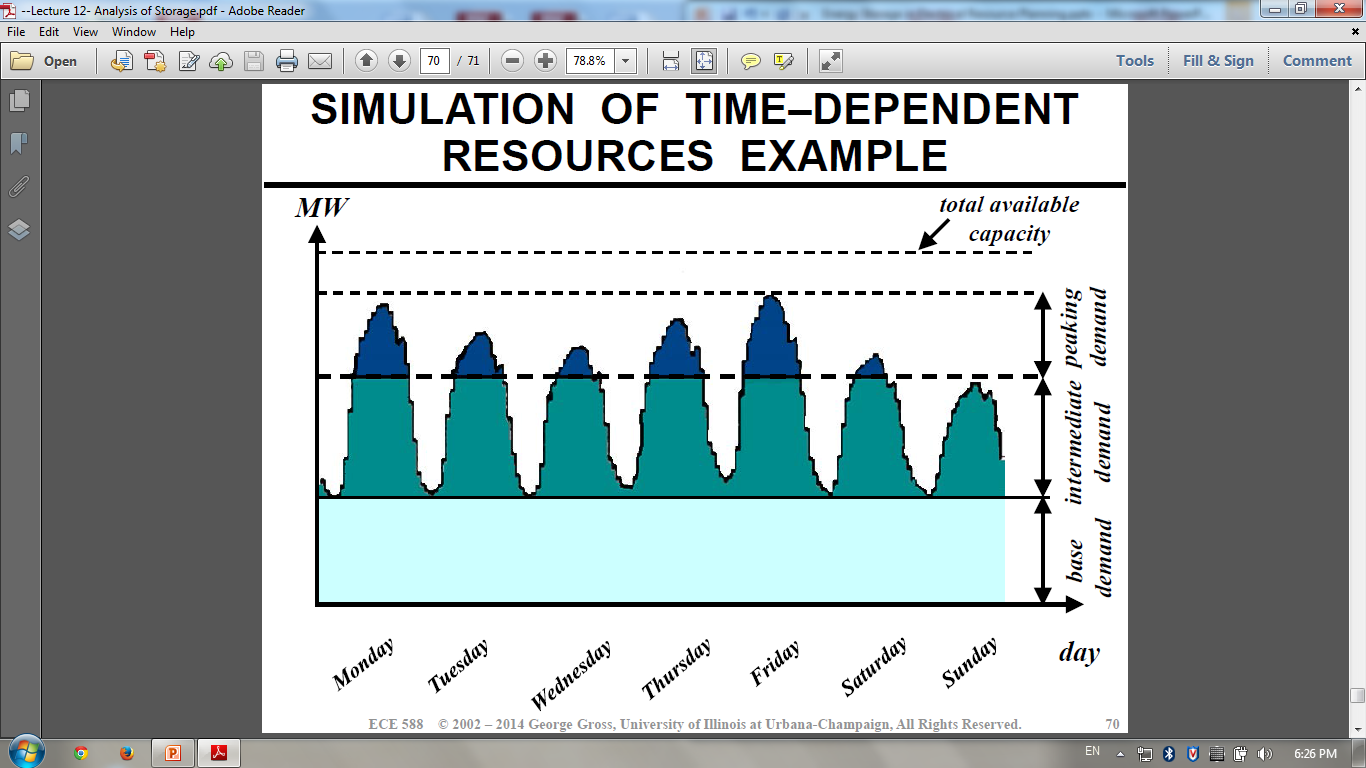 --Lecture 12- Analysis of Storage.pdf - Adobe Reader
File Edit View Window Help
Open 70 / 71 78.8% Tools Fill & Sign Comment
SIMULATION OF TIME–DEPENDENT
RESOURCES EXAMPLE
MW
total available
capacity
peaking
demand
intermediate
demand
base
demand
Monday
Tuesday
Wednesday
Thursday
Friday
Saturday
Sunday
day
ECE 588 © 2002 – 2014 George Gross, University of Illinois at Urbana-Champaign, All Rights Reserved. 70
EN 6:26 PM